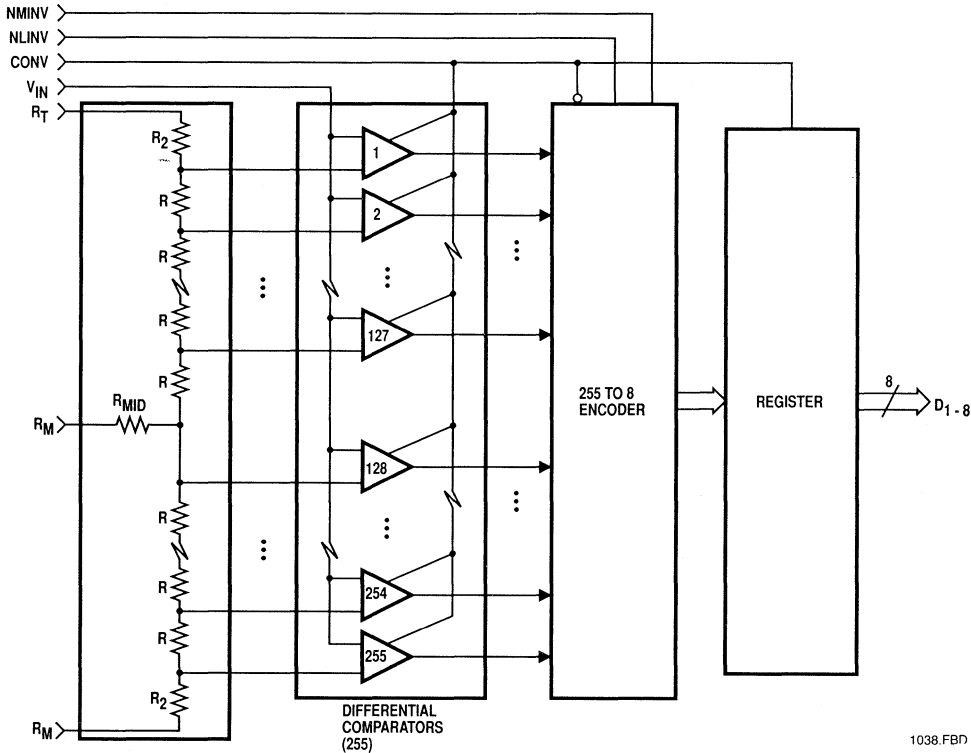 NMINV
NLINV
CONV
VIN
RT
R2
R
R
R
R
RMID
RM
R
R
R
R2
RM
1
2
127
128
254
255
DIFFERENTIAL
COMPARATORS
(255)
255 TO 8
ENCODER
REGISTER
8
D1 - 8
1038.FBD